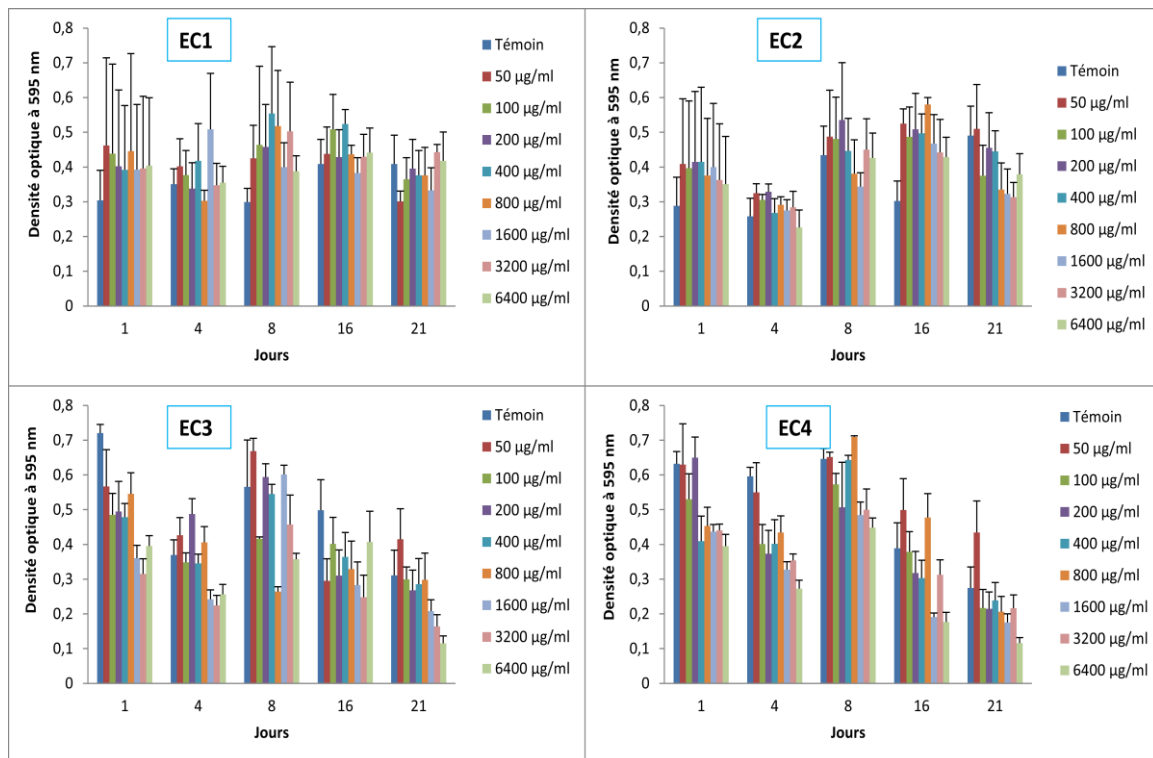 EC1
Densité optique à 595 nm
0,8
0,7
0,6
0,5
0,4
0,3
0,2
0,1
0
1 4 8 16 21
Jours
Témoin
50 µg/ml
100 µg/ml
200 µg/ml
400 µg/ml
800 µg/ml
1600 µg/ml
3200 µg/ml
6400 µg/ml
EC2
Densité optique à 595 nm
0,8
0,7
0,6
0,5
0,4
0,3
0,2
0,1
0
1 4 8 16 21
Jours
Témoin
50 µg/ml
100 µg/ml
200 µg/ml
400 µg/ml
800 µg/ml
1600 µg/ml
3200 µg/ml
6400 µg/ml
EC3
Densité optique à 595 nm
0,8
0,7
0,6
0,5
0,4
0,3
0,2
0,1
0
1 4 8 16 21
Jours
Témoin
50 µg/ml
100 µg/ml
200 µg/ml
400 µg/ml
800 µg/ml
1600 µg/ml
3200 µg/ml
6400 µg/ml
EC4
Densité optique à 595 nm
0,8
0,7
0,6
0,5
0,4
0,3
0,2
0,1
0
1 4 8 16 21
Jours
Témoin
50 µg/ml
100 µg/ml
200 µg/ml
400 µg/ml
800 µg/ml
1600 µg/ml
3200 µg/ml
6400 µg/ml